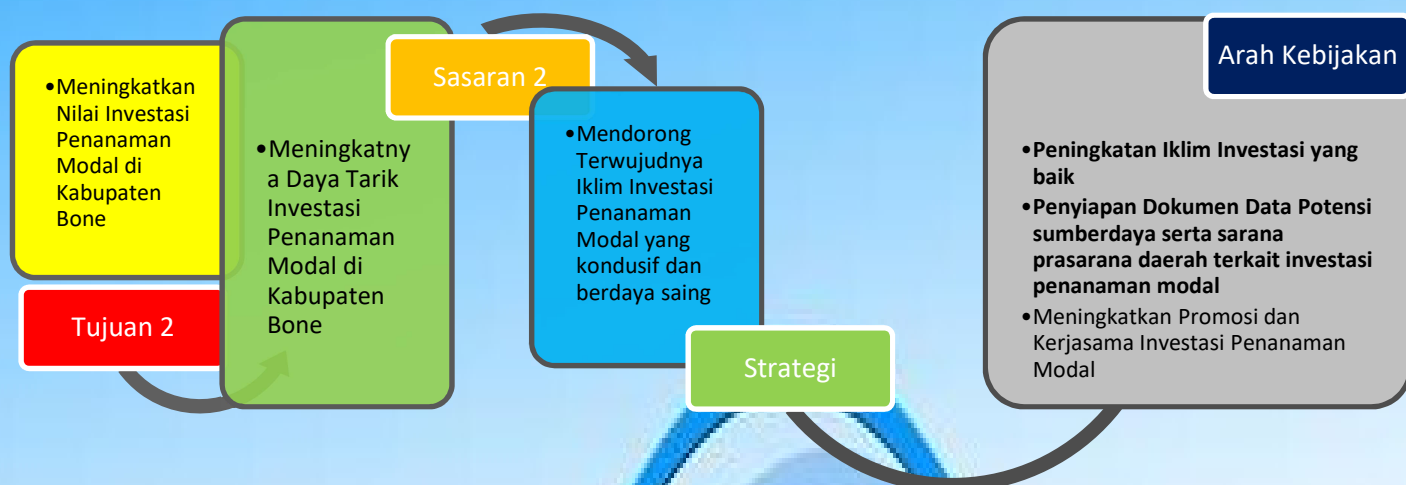 •Meningkatkan
Nilai Investasi
Penanaman
Modal di
Kabupaten
Bone
Tujuan 2
•Meningkatny
a Daya Tarik
Investasi
Penanaman
Modal di
Kabupaten
Bone
Sasaran 2
•Mendorong
Terwujudnya
Iklim Investasi
Penanaman
Modal yang
kondusif dan
berdaya saing
Strategi
Arah Kebijakan
•Peningkatan Iklim Investasi yang
baik
•Penyiapan Dokumen Data Potensi
sumberdaya serta sarana
prasarana daerah terkait investasi
penanaman modal
•Meningkatkan Promosi dan
Kerjasama Investasi Penanaman
Modal